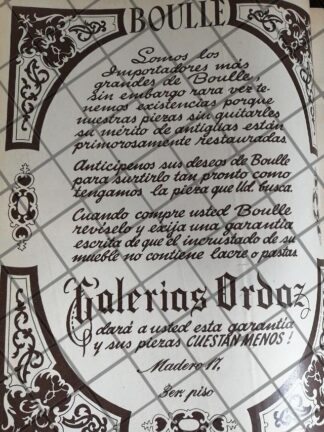 BOULLE
Somos los
Importadores más
grandes de Boulle,
sin embargo rara vez te-
nemos existencias porque
nuestras piezas sin quitarles
su mérito de antiguas están
primorosamente restauradas.
Anticípenos sus deseos de Boulle
para surtirlo tan pronto como
tengamos la pieza que Ud. busca.
Cuando compre usted Boulle
revíselo y exija una garantía
escrita de que el incrustado de su
mueble no contiene lacre o pastas
Galerías Ordaz
dará a usted esta garantía
y sus piezas CUESTAN MENOS!
Madero 17,
3er piso